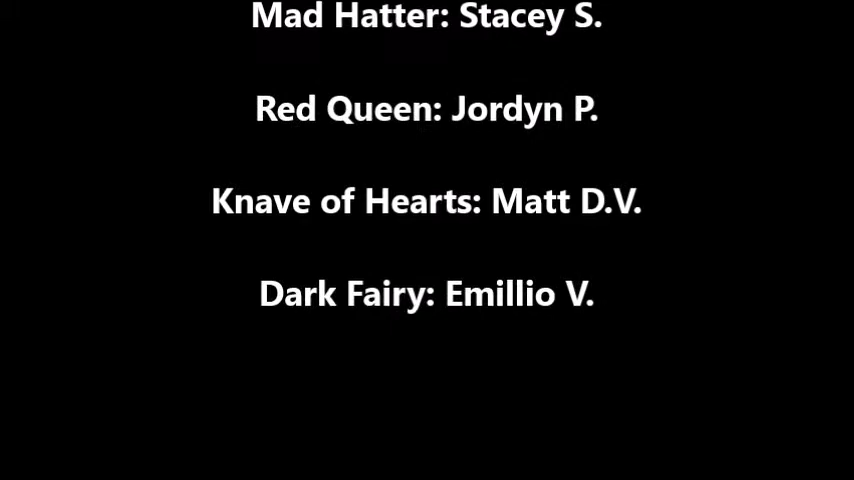 Mad Hatter: Stacey S.
Red Queen: Jordyn P.
Knave of Hearts: Matt D.V.
Dark Fairy: Emillio V.